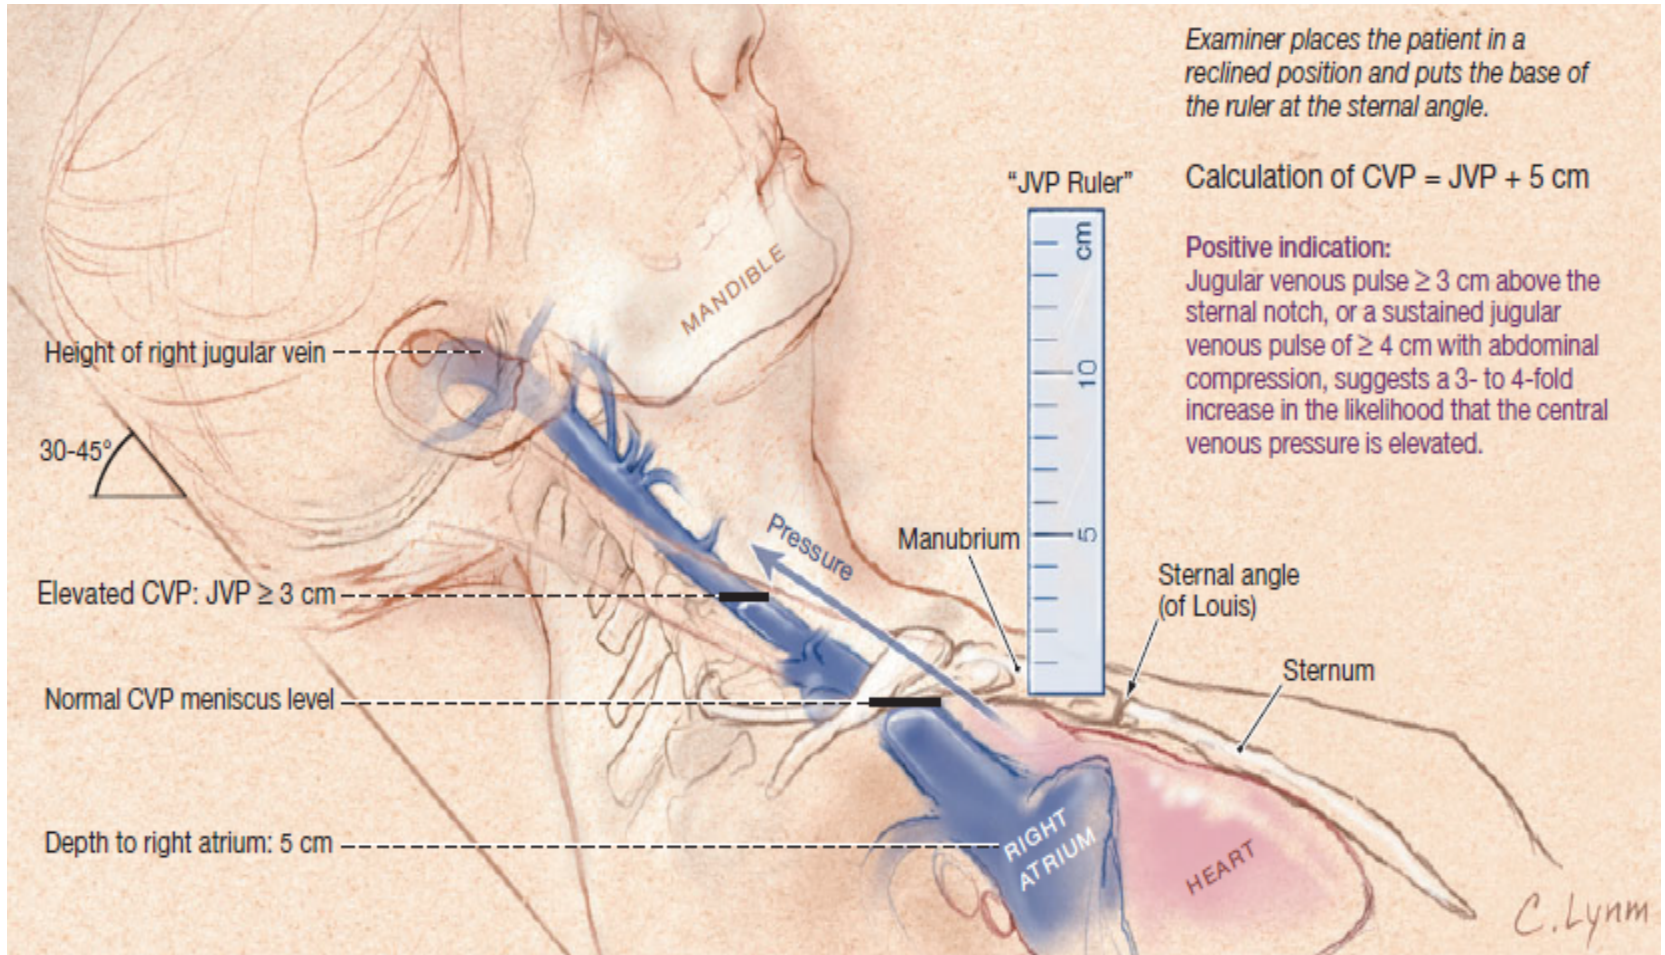 Examiner places the patient in a
reclined position and puts the base of
the ruler at the sternal angle.
"JVP Ruler"
Calculation of CVP = JVP + 5 cm
cm
10
5
Positive indication:
Jugular venous pulse ≥ 3 cm above the
sternal notch, or a sustained jugular
venous pulse of ≥ 4 cm with abdominal
compression, suggests a 3- to 4-fold
increase in the likelihood that the central
venous pressure is elevated.
MANDIBLE
Height of right jugular vein
30-45°
Pressure
Manubrium
Sternal angle
(of Louis)
Elevated CVP: JVP ≥ 3 cm
Sternum
Normal CVP meniscus level
Depth to right atrium: 5 cm
RIGHT
ATRIUM
HEART
C. Lynm